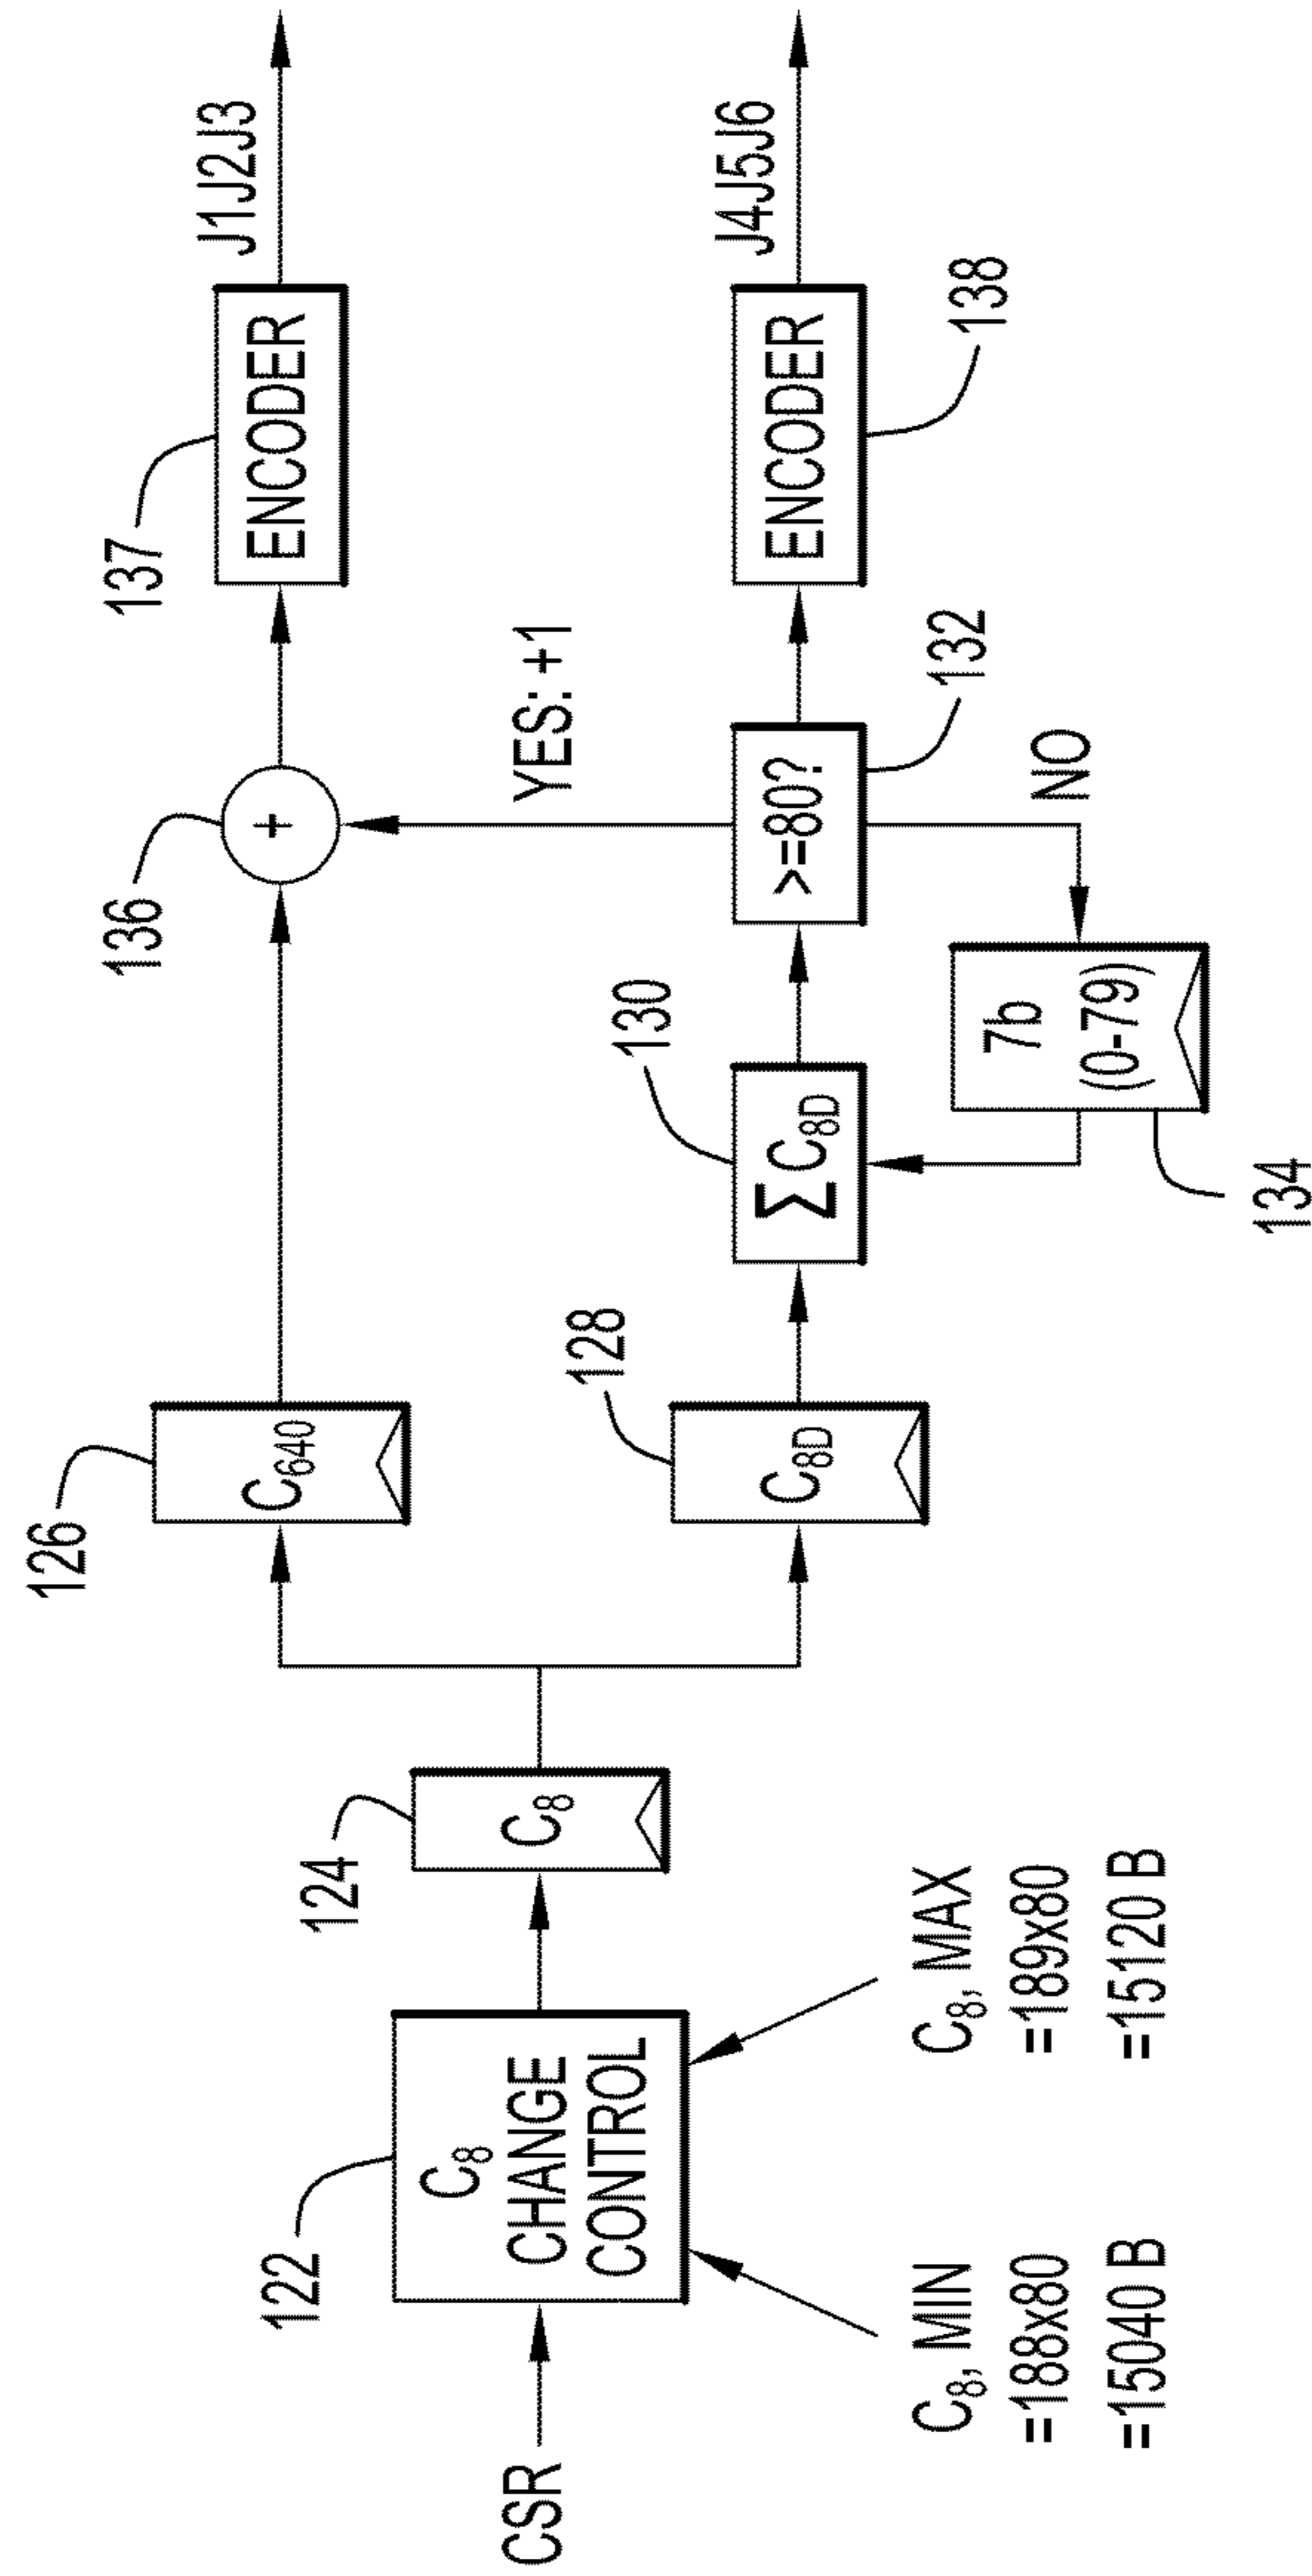 CSR
122
C8
CHANGE
CONTROL
C8, MIN
=188x80
=15040 B
C8, MAX
=189x80
=15120 B
124
C8
126
C640
128
C8D
130
Σ C8D
134
7b
(0-79)
132
>=80?
NO
YES: +1
136
+
137
ENCODER
J1J2J3
138
ENCODER
J4J5J6